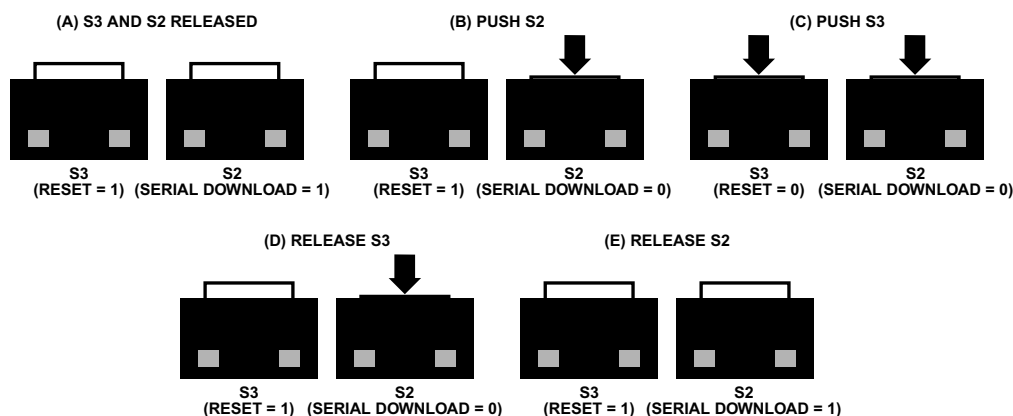 (A) S3 AND S2 RELEASED
(B) PUSH S2
(C) PUSH S3
S3
(RESET = 1)
S2
(SERIAL DOWNLOAD = 1)
S3
(RESET = 1)
S2
(SERIAL DOWNLOAD = 0)
S3
(RESET = 0)
S2
(SERIAL DOWNLOAD = 0)
(D) RELEASE S3
(E) RELEASE S2
S3
(RESET = 1)
S2
(SERIAL DOWNLOAD = 0)
S3
(RESET = 1)
S2
(SERIAL DOWNLOAD = 1)